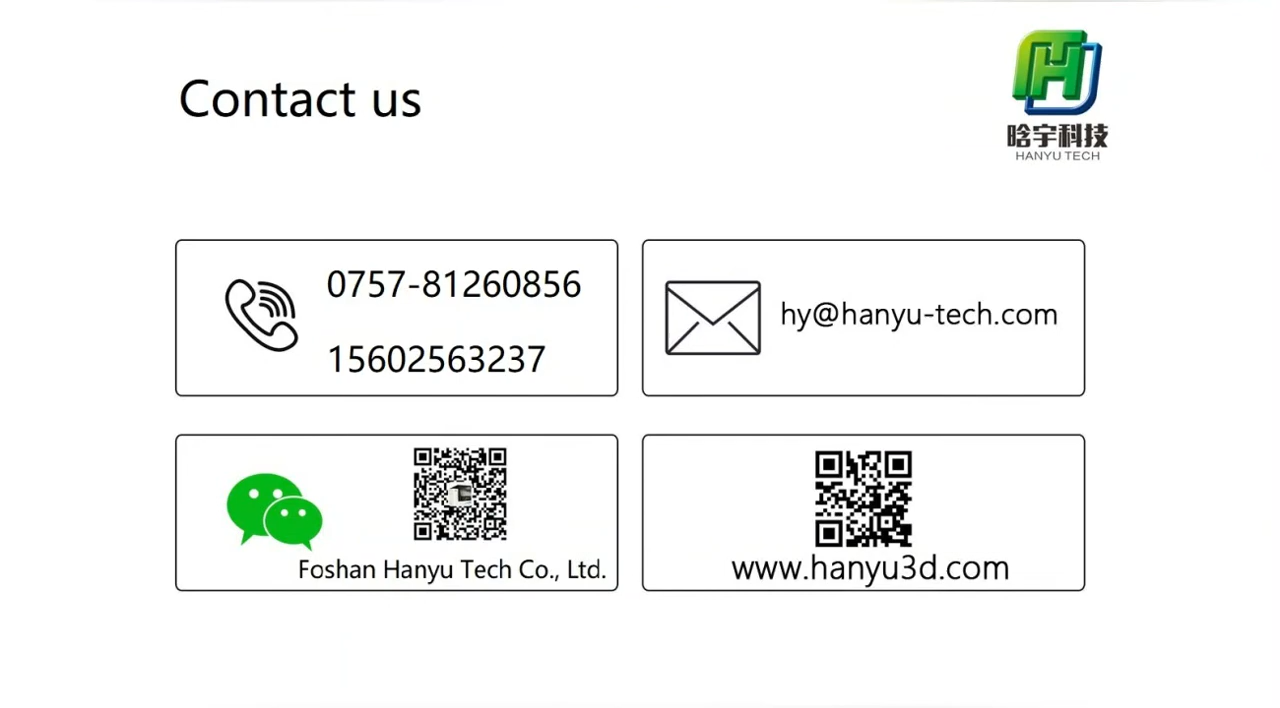 Contact us
晗宇科技
HANYU TECH
0757-81260856
15602563237
hy@hanyu-tech.com
Foshan Hanyu Tech Co., Ltd.
www.hanyu3d.com